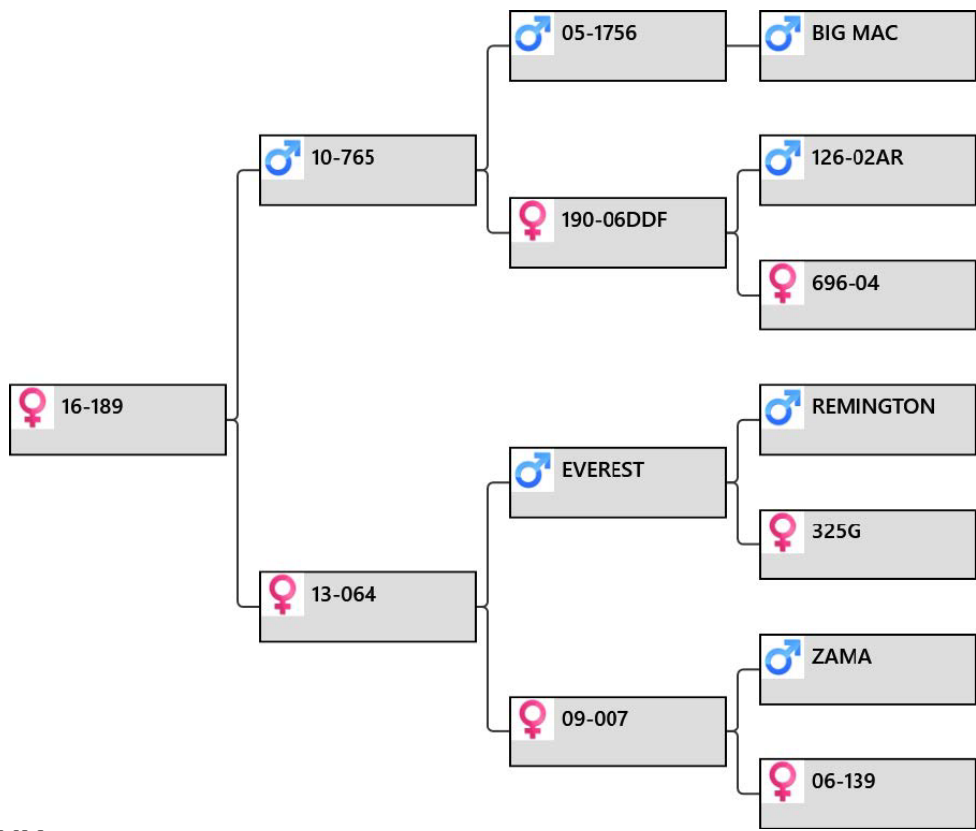 05-1756
BIG MAC
10-765
126-02AR
190-06DDF
696-04
16-189
REMINGTON
EVEREST
325G
13-064
ZAMA
09-007
06-139